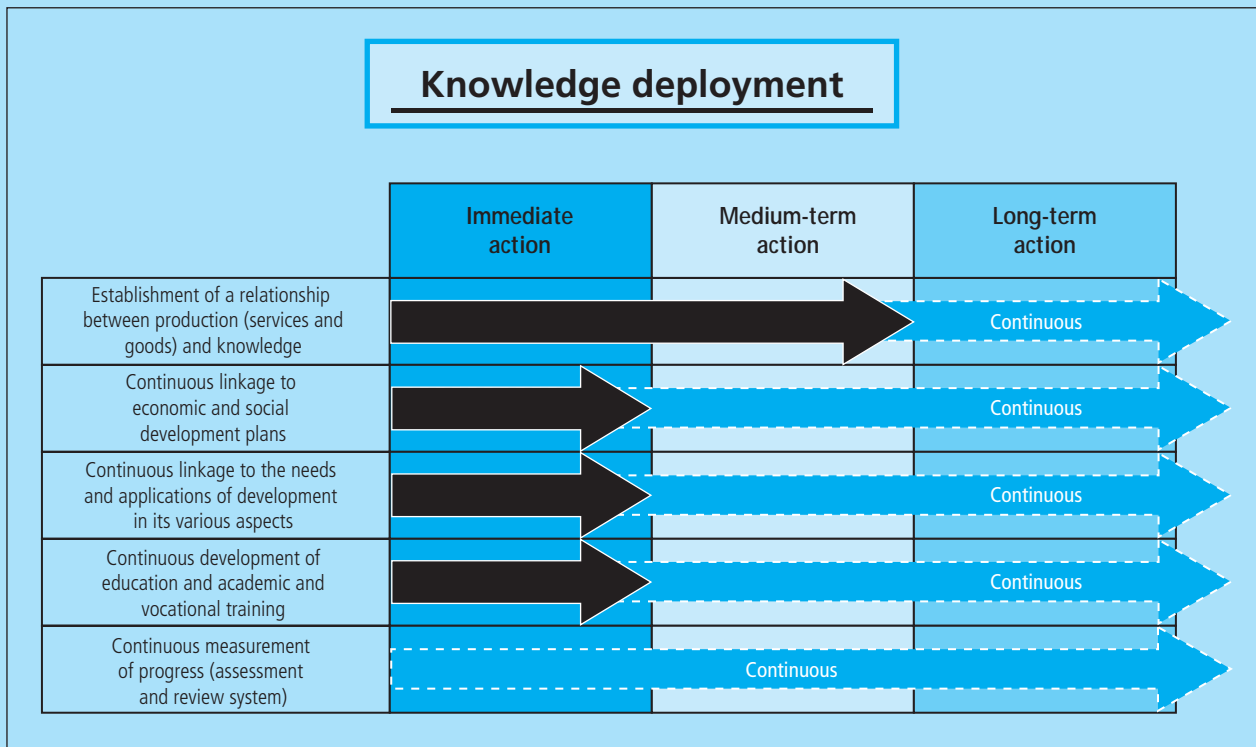 Knowledge deployment
Immediate
action
Medium-term
action
Long-term
action
Establishment of a relationship
between production (services and
goods) and knowledge
Continuous
Continuous linkage to
economic and social
development plans
Continuous
Continuous linkage to the needs
and applications of development
in its various aspects
Continuous
Continuous development of
education and academic and
vocational training
Continuous
Continuous measurement
of progress (assessment
and review system)
Continuous